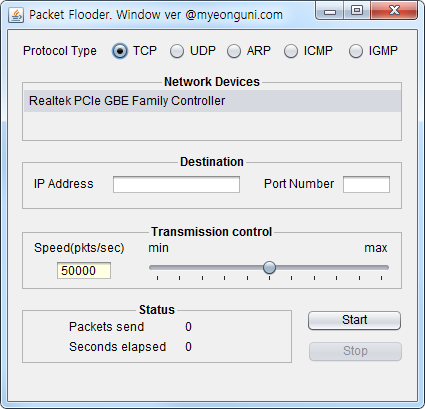 Packet Flooder. Window ver @myeonguni.com
Protocol Type TCP UDP ARP ICMP IGMP
Network Devices
Realtek PCIe GBE Family Controller
Destination
IP Address Port Number
Transmission control
Speed(pkts/sec) min max
50000
Status
Packets send 0
Seconds elapsed 0
Start
Stop